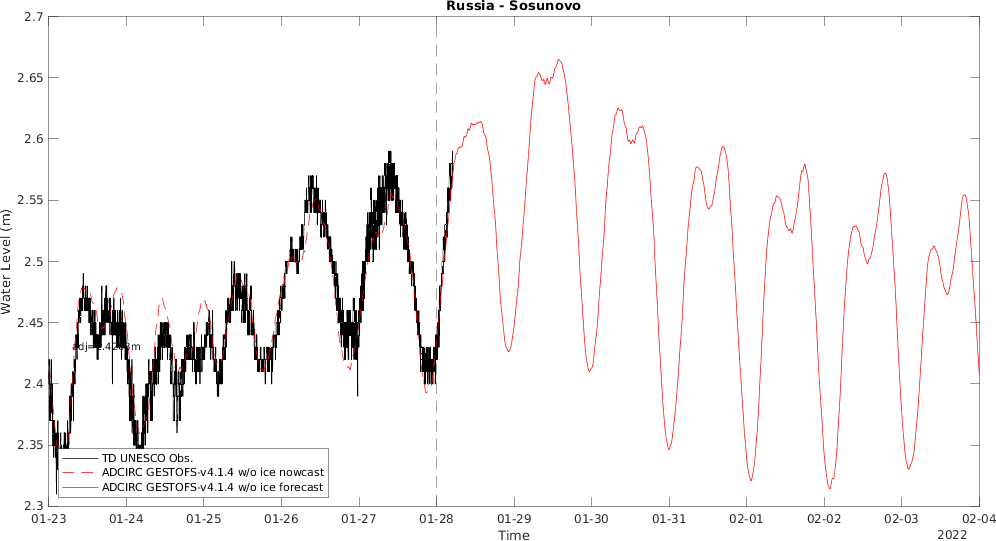 Russia - Sosunovo
2.7
2.65
2.6
2.55
2.5
2.45
2.4
2.35
2.3
Water Level (m)
TD UNESCO Obs.
ADCIRC GESTOFS-v4.1.4 w/o ice nowcast
ADCIRC GESTOFS-v4.1.4 w/o ice forecast
01-23 01-24 01-25 01-26 01-27 01-28 01-29 01-30 01-31 02-01 02-02 02-03 02-04
Time
2022